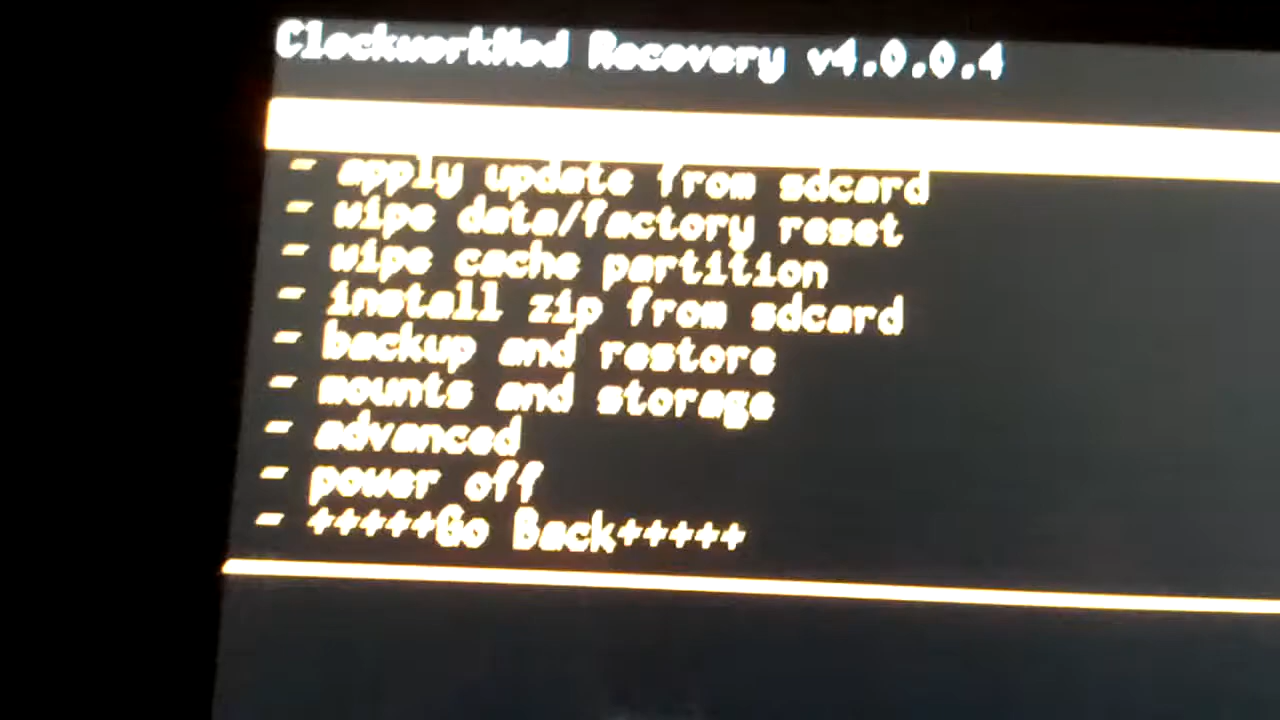 ClockworkMod Recovery v4.0.0.4
- apply update from sdcard
- wipe data/factory reset
- wipe cache partition
- install zip from sdcard
- backup and restore
- mounts and storage
- advanced
- power off
- +++++Go Back+++++